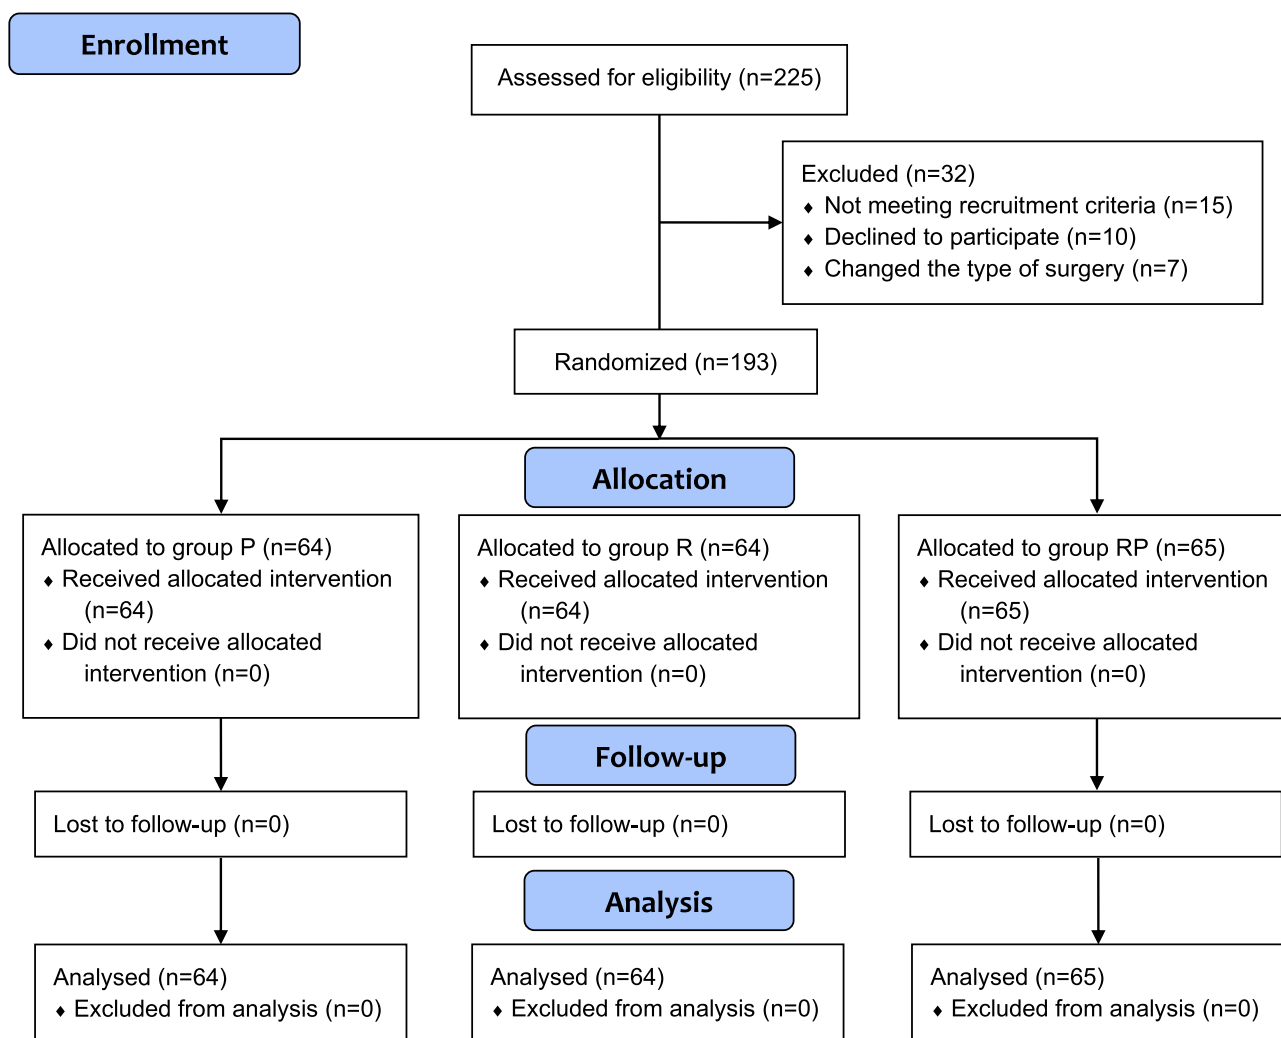 Enrollment
Assessed for eligibility (n=225)
Excluded (n=32)
♦ Not meeting recruitment criteria (n=15)
♦ Declined to participate (n=10)
♦ Changed the type of surgery (n=7)
Randomized (n=193)
Allocation
Allocated to group P (n=64)
♦ Received allocated intervention
(n=64)
♦ Did not receive allocated
intervention (n=0)
Allocated to group R (n=64)
♦ Received allocated intervention
(n=64)
♦ Did not receive allocated
intervention (n=0)
Allocated to group RP (n=65)
♦ Received allocated intervention
(n=65)
♦ Did not receive allocated
intervention (n=0)
Follow-up
Lost to follow-up (n=0)
Lost to follow-up (n=0)
Lost to follow-up (n=0)
Analysis
Analysed (n=64)
♦ Excluded from analysis (n=0)
Analysed (n=64)
♦ Excluded from analysis (n=0)
Analysed (n=65)
♦ Excluded from analysis (n=0)